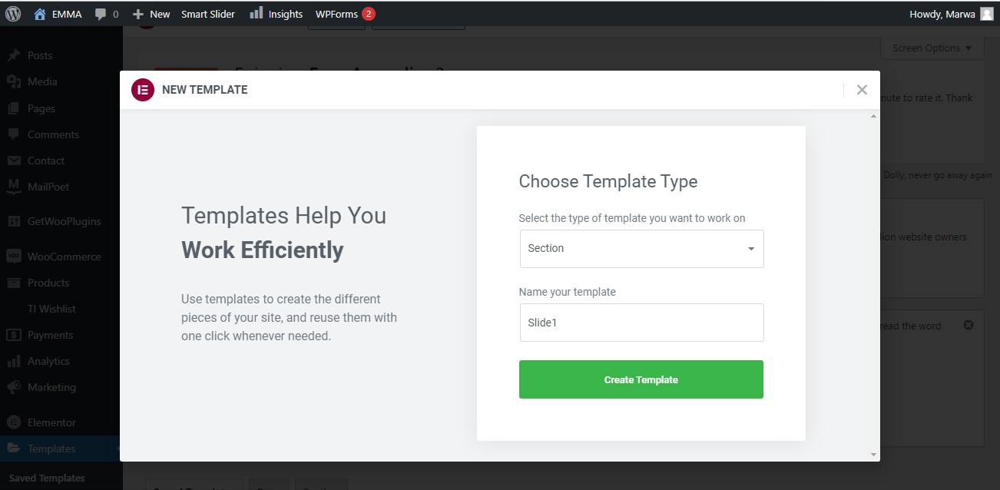 EMMA 0 New Smart Slider Insights WPForms 2 Howdy, Marwa
Screen Options
Posts
Media
Pages
Comments
Contact
MailPoet
GetWooPlugins
WooCommerce
Products
TI Wishlist
Payments
Analytics
Marketing
Elementor
Templates
Saved Templates
NEW TEMPLATE
Templates Help You
Work Efficiently
Use templates to create the different
pieces of your site, and reuse them with
one click whenever needed.
Choose Template Type
Select the type of template you want to work on
Section
Name your template
Slide1
Create Template
nute to rate it. Thank
Dolly, never go away again
lion website owners
read the word